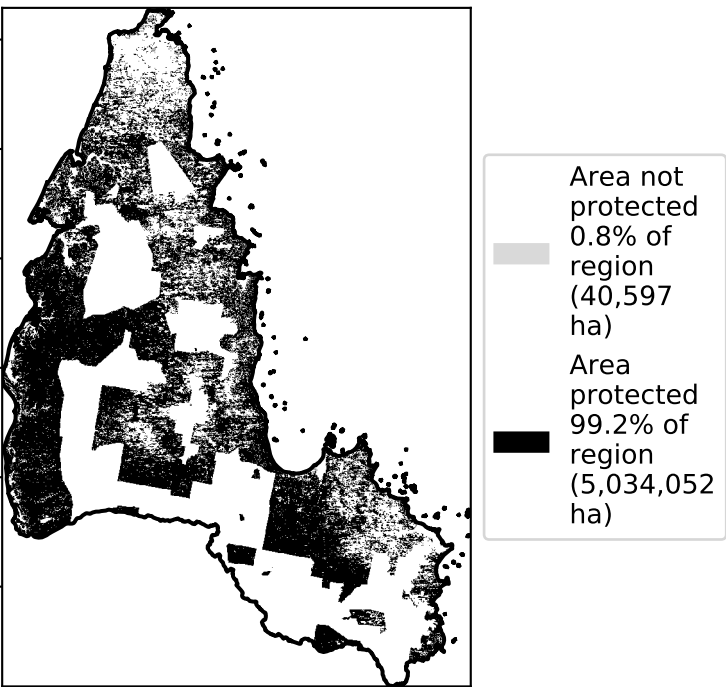 Area not
protected
0.8% of
region
(40,597
ha)
Area
protected
99.2% of
region
(5,034,052
ha)